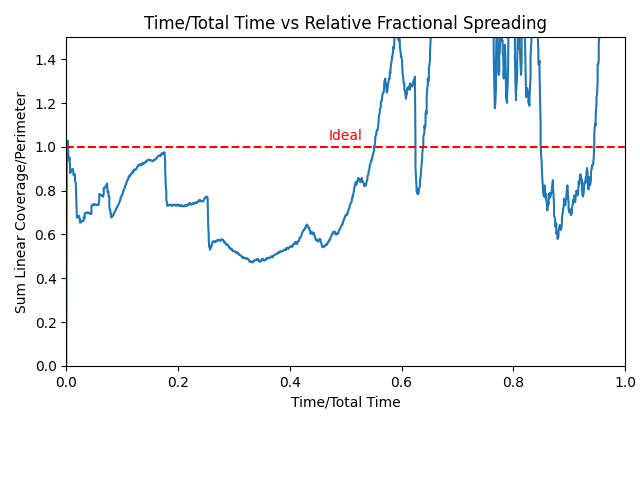 Time/Total Time vs Relative Fractional Spreading
Sum Linear Coverage/Perimeter
1.4
1.2
1.0
0.8
0.6
0.4
0.2
0.0
Ideal
0.0 0.2 0.4 0.6 0.8 1.0
Time/Total Time